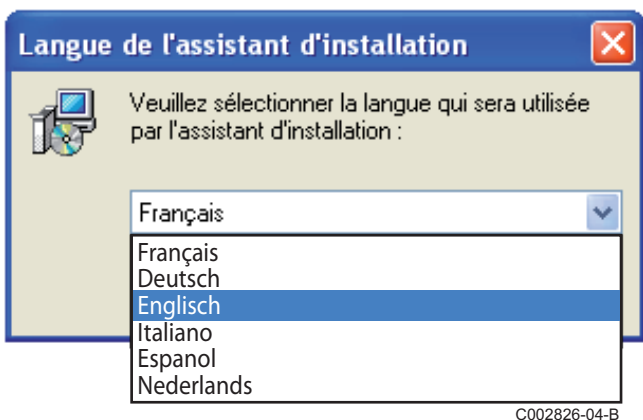 Langue de l'assistant d'installation
Veuillez sélectionner la langue qui sera utilisée
par l'assistant d'installation :
Français
Français
Deutsch
Englisch
Italiano
Espanol
Nederlands
C002826-04-B